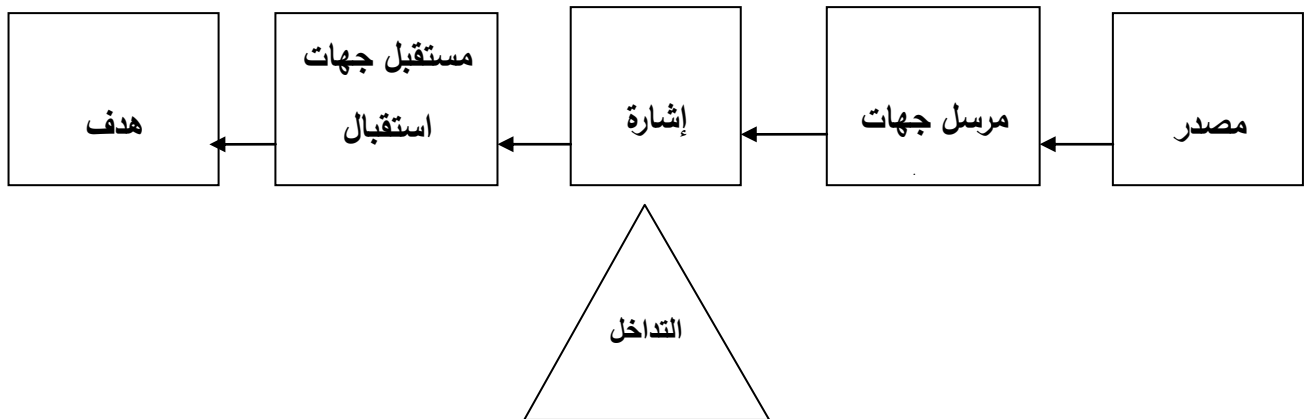 مصدر
مرسل جهات
إشارة
مستقبل جهات
استقبال
هدف
التداخل